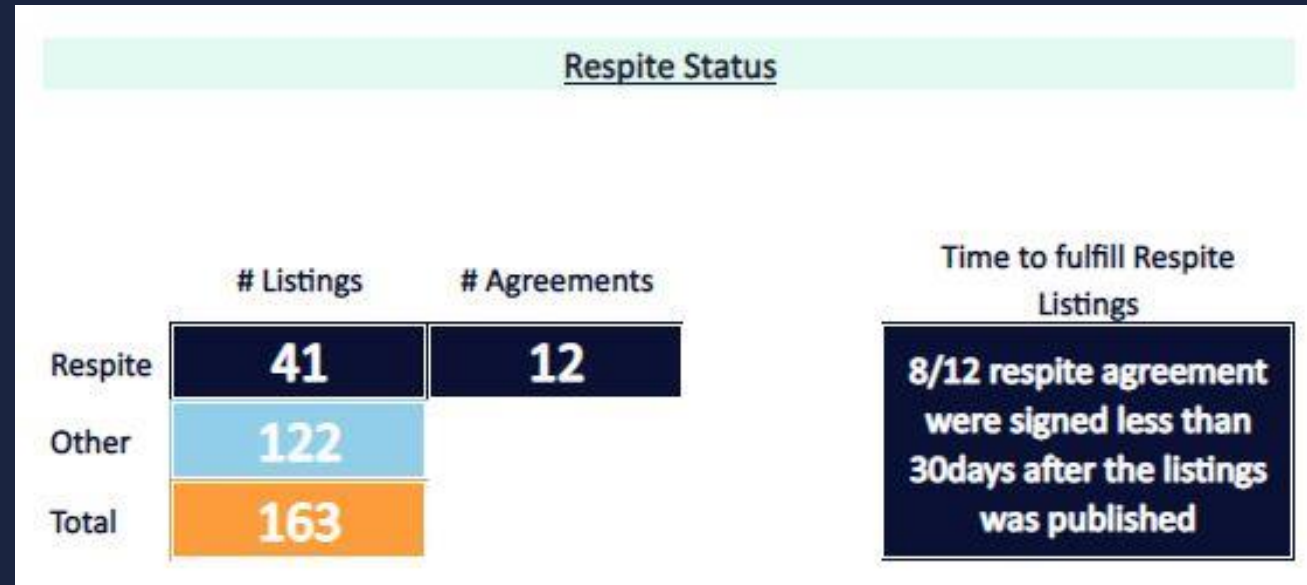 Respite Status
# Listings # Agreements
Respite 41 12
Other 122
Total 163
Time to fulfill Respite
Listings
8/12 respite agreement
were signed less than
30days after the listings
was published